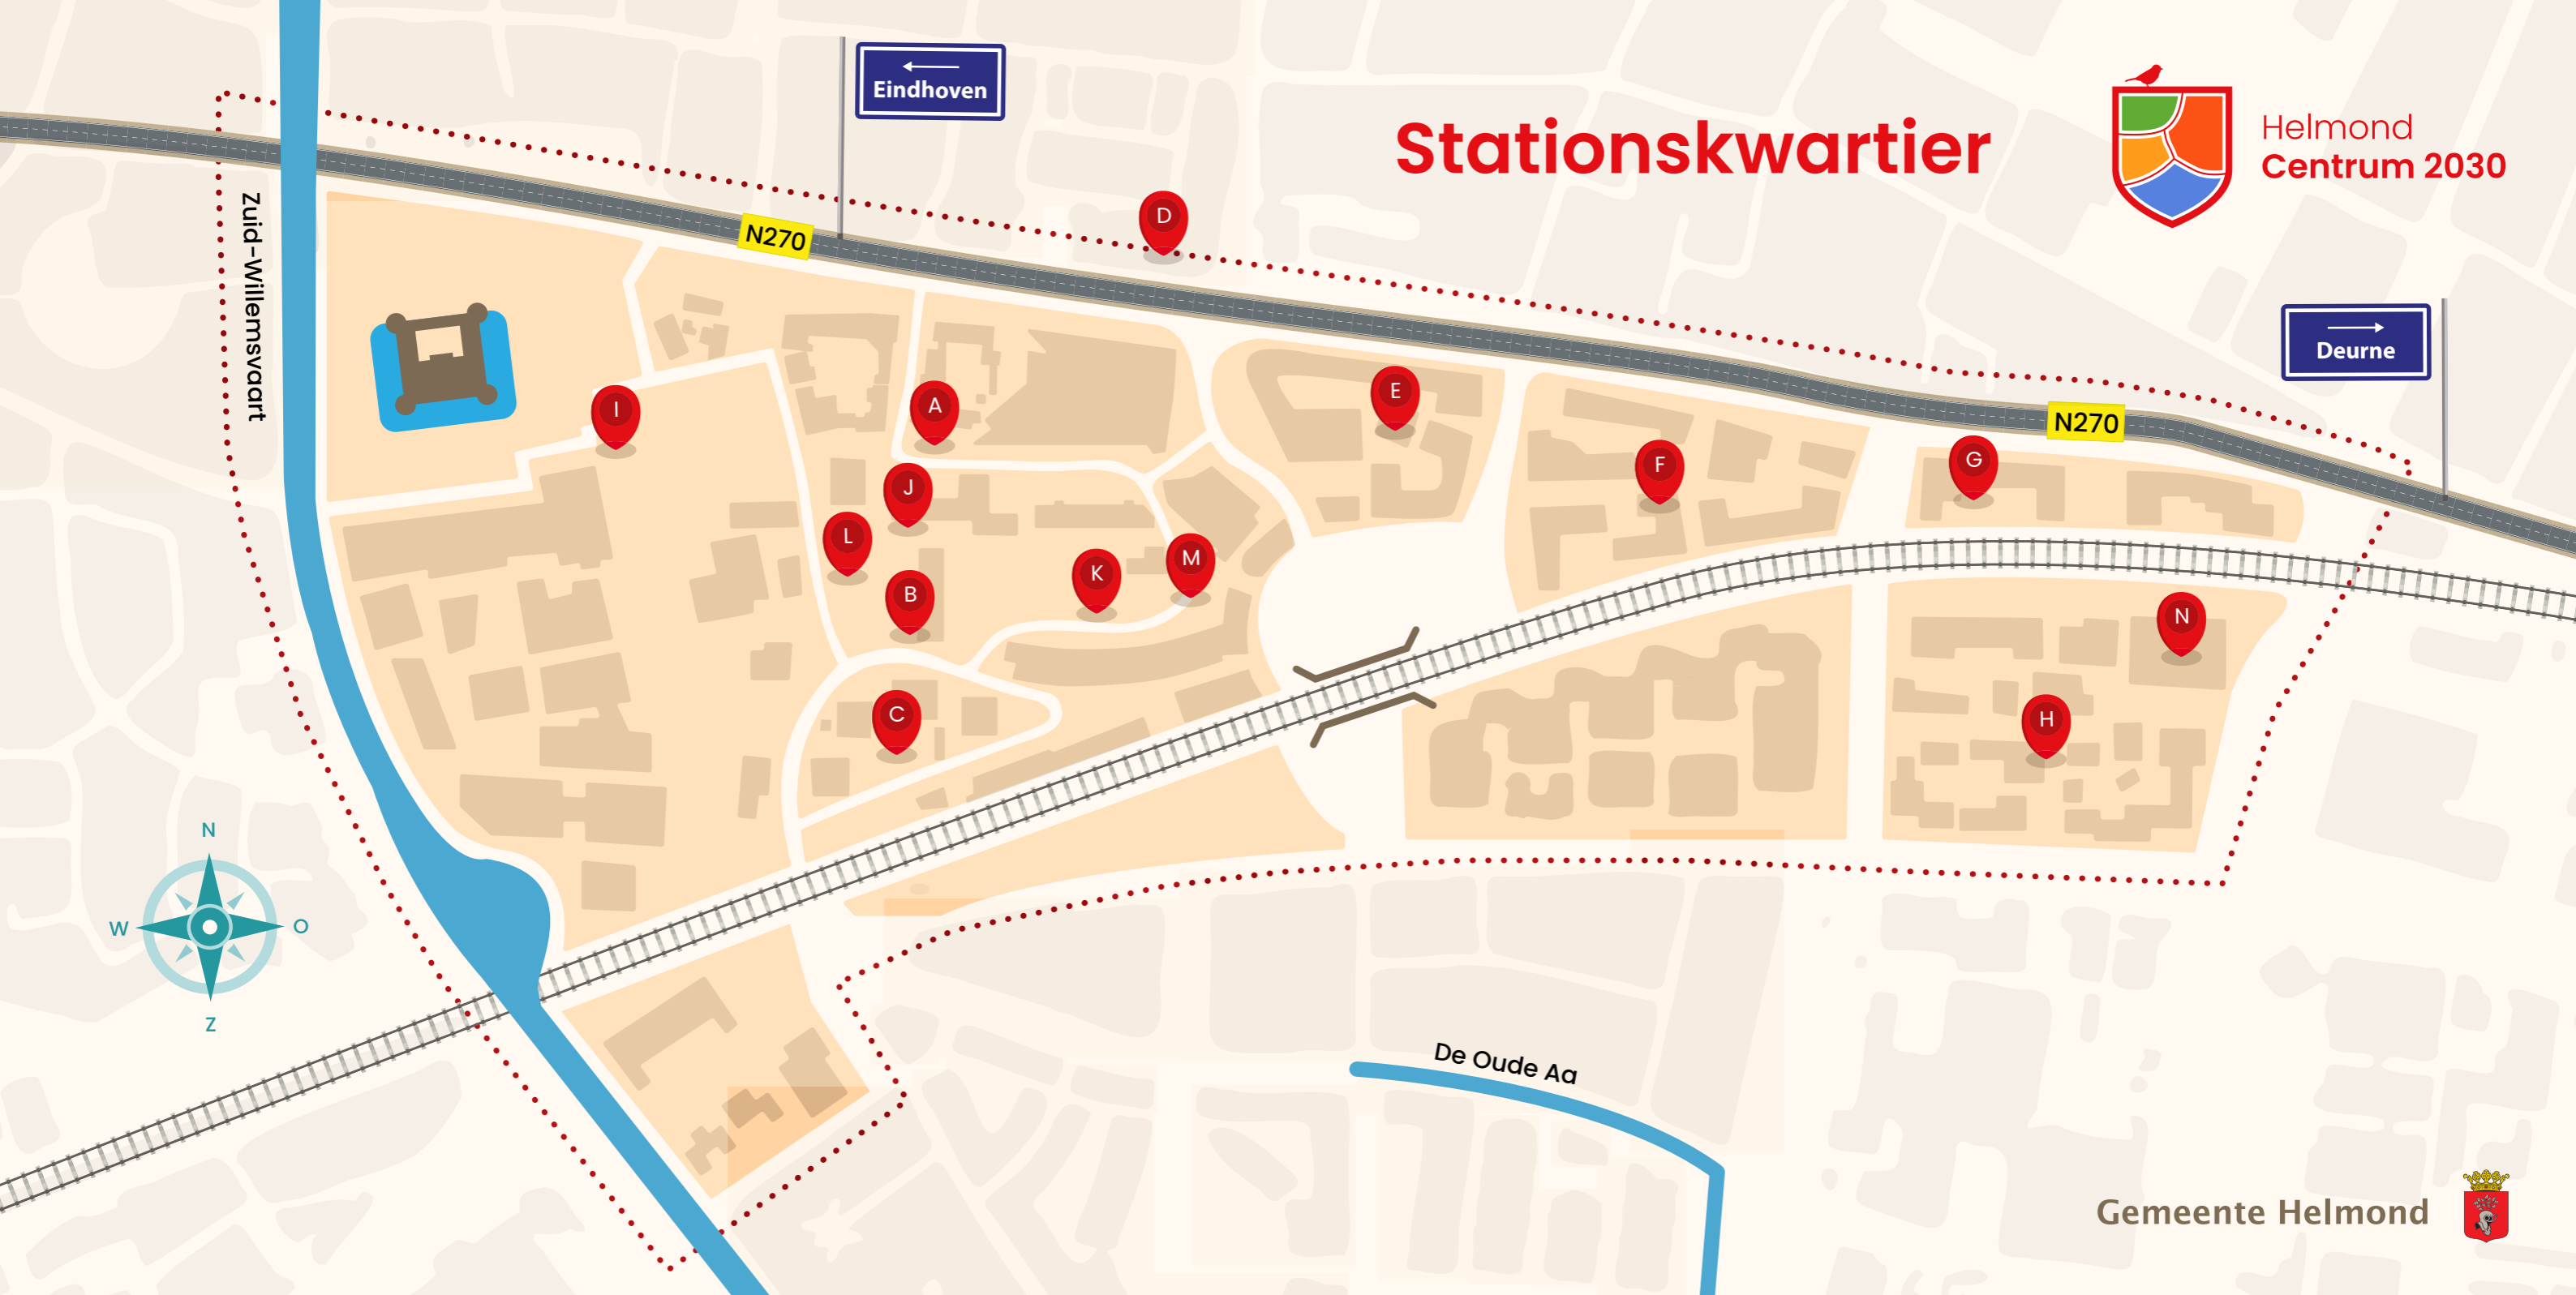 Eindhoven
Stationskwartier
Helmond
Centrum 2030
D
N270
Zuid-Willemsvaart
Deurne
N270
I
A
E
F
G
J
L
B
K
M
N
C
H
N
W
O
Z
De Oude Aa
Gemeente Helmond